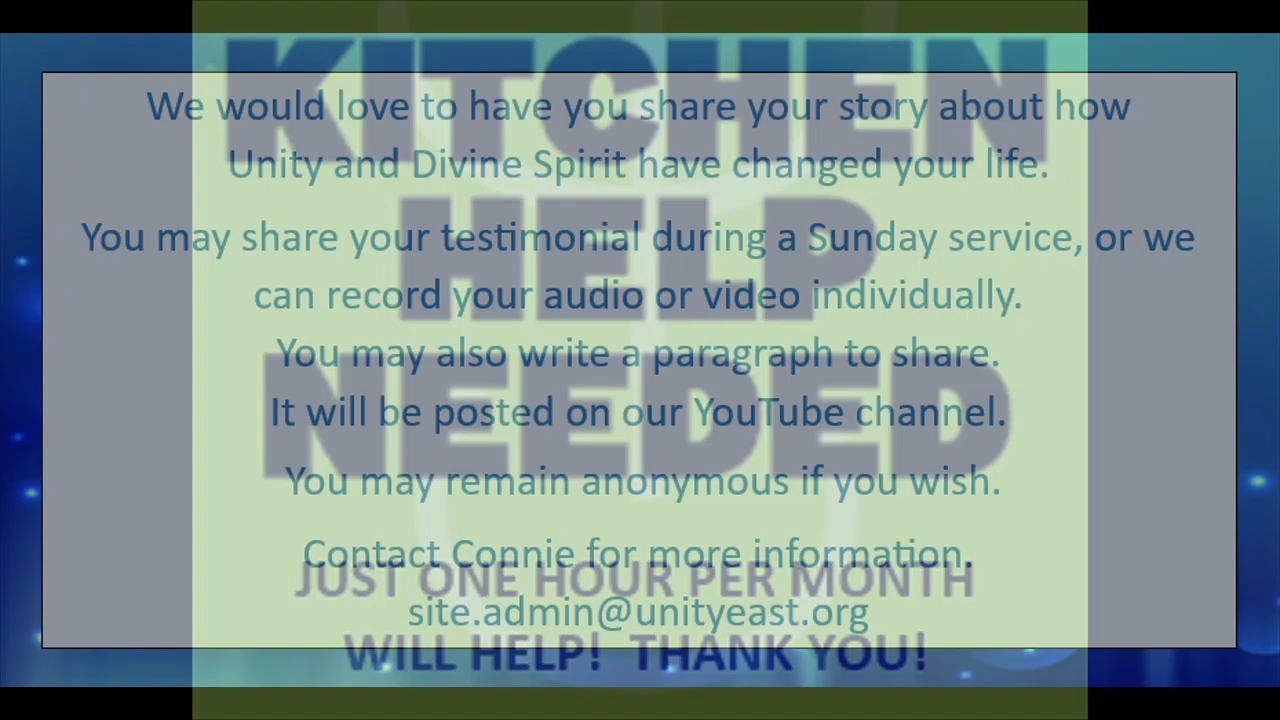 KITCHEN
HELP
NEEDED
JUST ONE HOUR PER MONTH
WILL HELP! THANK YOU!
We would love to have you share your story about how
Unity and Divine Spirit have changed your life.
You may share your testimonial during a Sunday service, or we
can record your audio or video individually.
You may also write a paragraph to share.
It will be posted on our YouTube channel.
You may remain anonymous if you wish.
Contact Connie for more information.
site.admin@unityeast.org